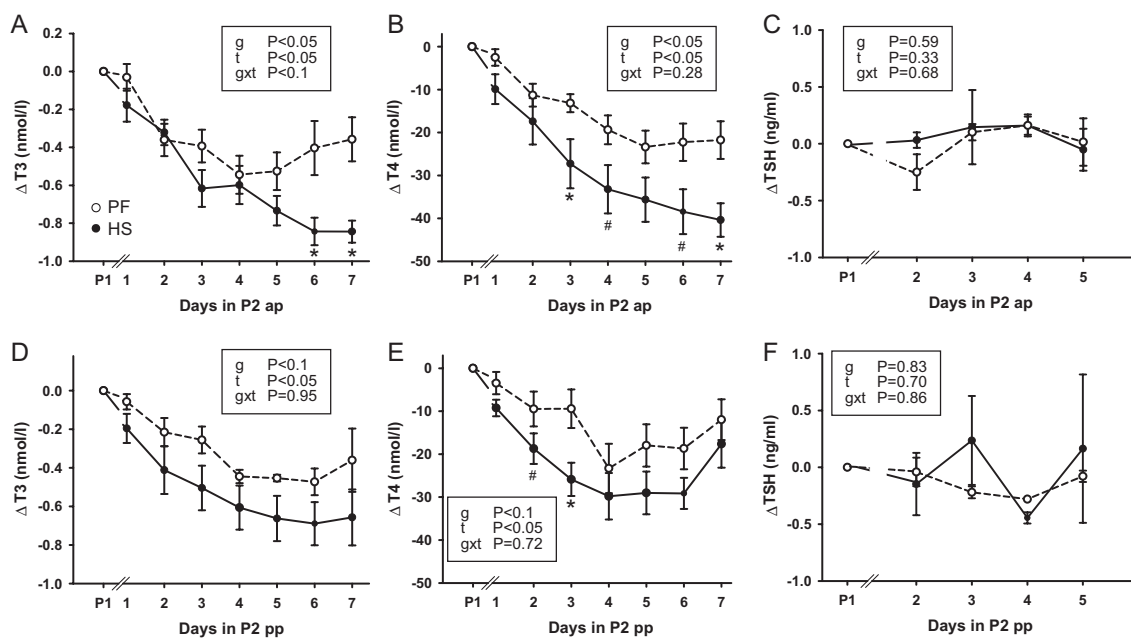 A
g P<0.05
t P<0.05
gxt P<0.1
0.2
0.0
-0.2
-0.4
-0.6
-0.8
-1.0
Δ T3 (nmol/l)
PF
HS
* *
P1 1 2 3 4 5 6 7
Days in P2 ap
B
g P<0.05
t P<0.05
gxt P=0.28
0
-10
-20
-30
-40
-50
Δ T4 (nmol/l)
* # # *
P1 1 2 3 4 5 6 7
Days in P2 ap
C
g P=0.59
t P=0.33
gxt P=0.68
1.0
0.5
0.0
-0.5
-1.0
ΔTSH (ng/ml)
P1 2 3 4 5
Days in P2 ap
D
g P<0.1
t P<0.05
gxt P=0.95
0.0
-0.2
-0.4
-0.6
-0.8
-1.0
Δ T3 (nmol/l)
P1 1 2 3 4 5 6 7
Days in P2 pp
E
0
-10
-20
-30
-40
-50
Δ T4 (nmol/l)
# *
g P<0.1
t P<0.05
gxt P=0.72
P1 1 2 3 4 5 6 7
Days in P2 pp
F
g P=0.83
t P=0.70
gxt P=0.86
1.0
0.5
0.0
-0.5
-1.0
ΔTSH (ng/ml)
P1 2 3 4 5
Days in P2 pp